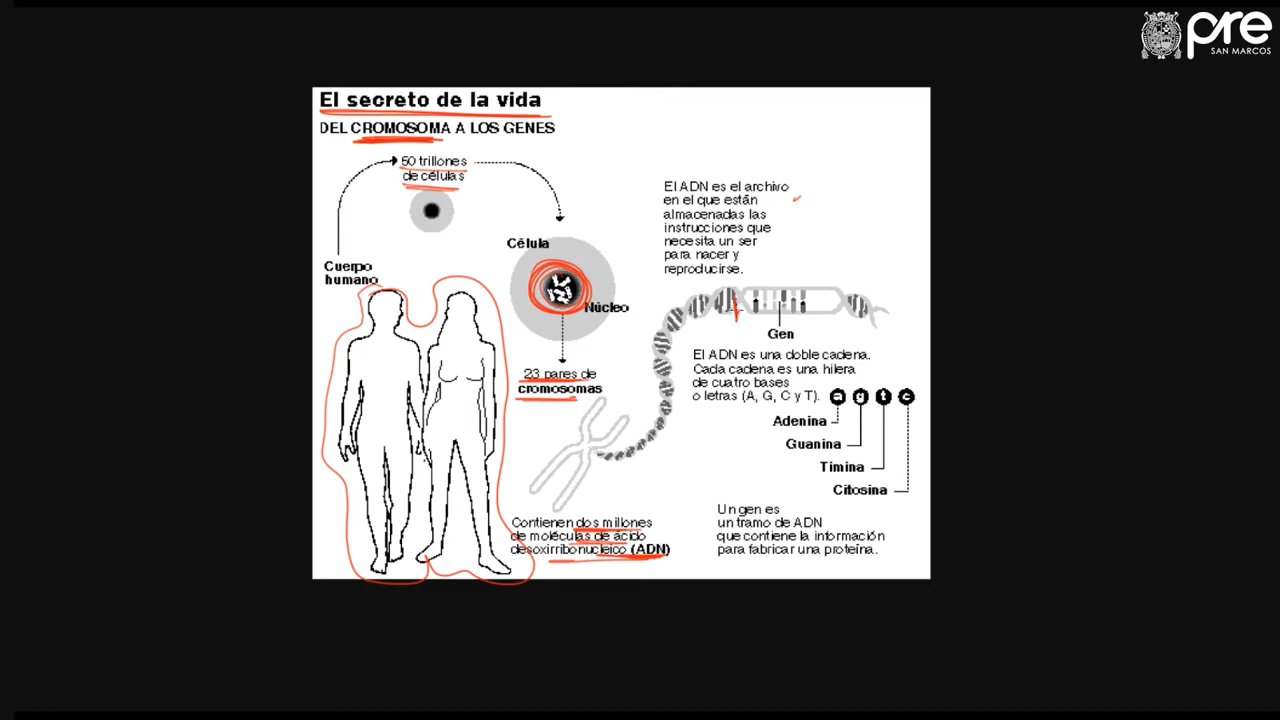 pre
SAN MARCOS
El secreto de la vida
DEL CROMOSOMA A LOS GENES
50 trillones
de células
Célula
Cuerpo
humano
Núcleo
23 pares de
cromosomas
Contienen dos millones
de moléculas de ácido
desoxirribonucleico (ADN)
El ADN es el archivo
en el que están
almacenadas las
instrucciones que
necesita un ser
para nacer y
reproducirse.
Gen
El ADN es una doble cadena.
Cada cadena es una hilera
de cuatro bases
o letras (A, G, C y T).
a g t c
Adenina
Guanina
Timina
Citosina
Un gen es
un tramo de ADN
que contiene la información
para fabricar una proteína.